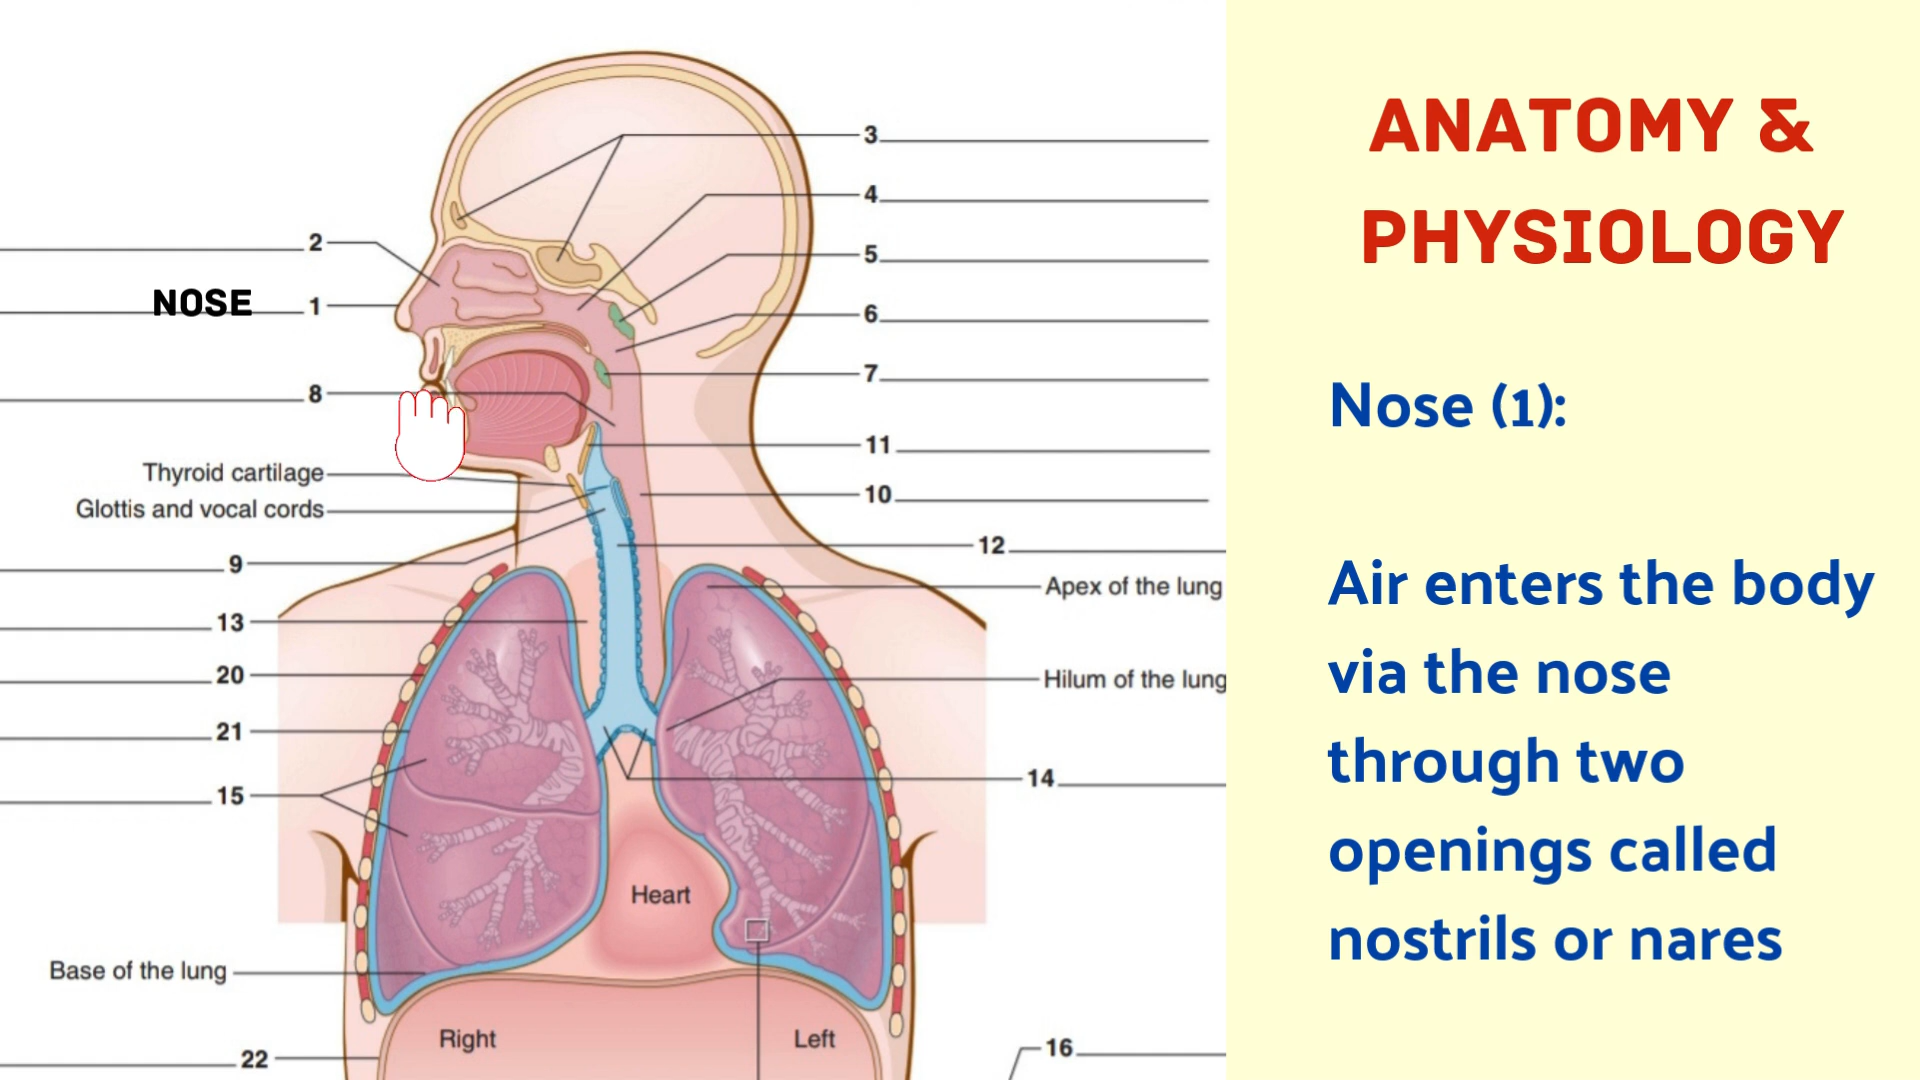 3
4
2
5
NOSE 1
6
7
8
11
Thyroid cartilage
10
Glottis and vocal cords
12
9
Apex of the lung
13
20
Hilum of the lung
21
14
15
Heart
Base of the lung
Right
Left
22
16
ANATOMY &
PHYSIOLOGY
Nose (1):
Air enters the body
via the nose
through two
openings called
nostrils or nares